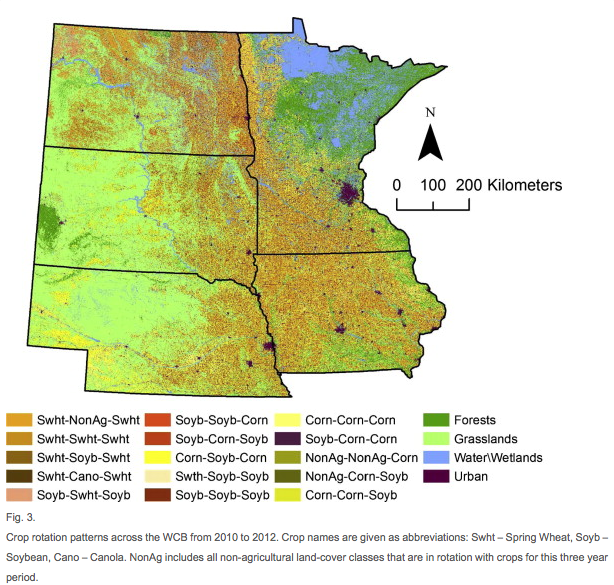 N
0 100 200 Kilometers
Swht-NonAg-Swht Soyb-Soyb-Corn Corn-Corn-Corn Forests
Swht-Swht-Swht Soyb-Corn-Soyb Soyb-Corn-Corn Grasslands
Swht-Soyb-Swht Corn-Soyb-Corn NonAg-NonAg-Corn Water\Wetlands
Swht-Cano-Swht Swth-Soyb-Soyb NonAg-Corn-Soyb Urban
Soyb-Swht-Soyb Soyb-Soyb-Soyb Corn-Corn-Soyb
Fig. 3.
Crop rotation patterns across the WCB from 2010 to 2012. Crop names are given as abbreviations: Swht – Spring Wheat, Soyb –
Soybean, Cano – Canola. NonAg includes all non-agricultural land-cover classes that are in rotation with crops for this three year
period.